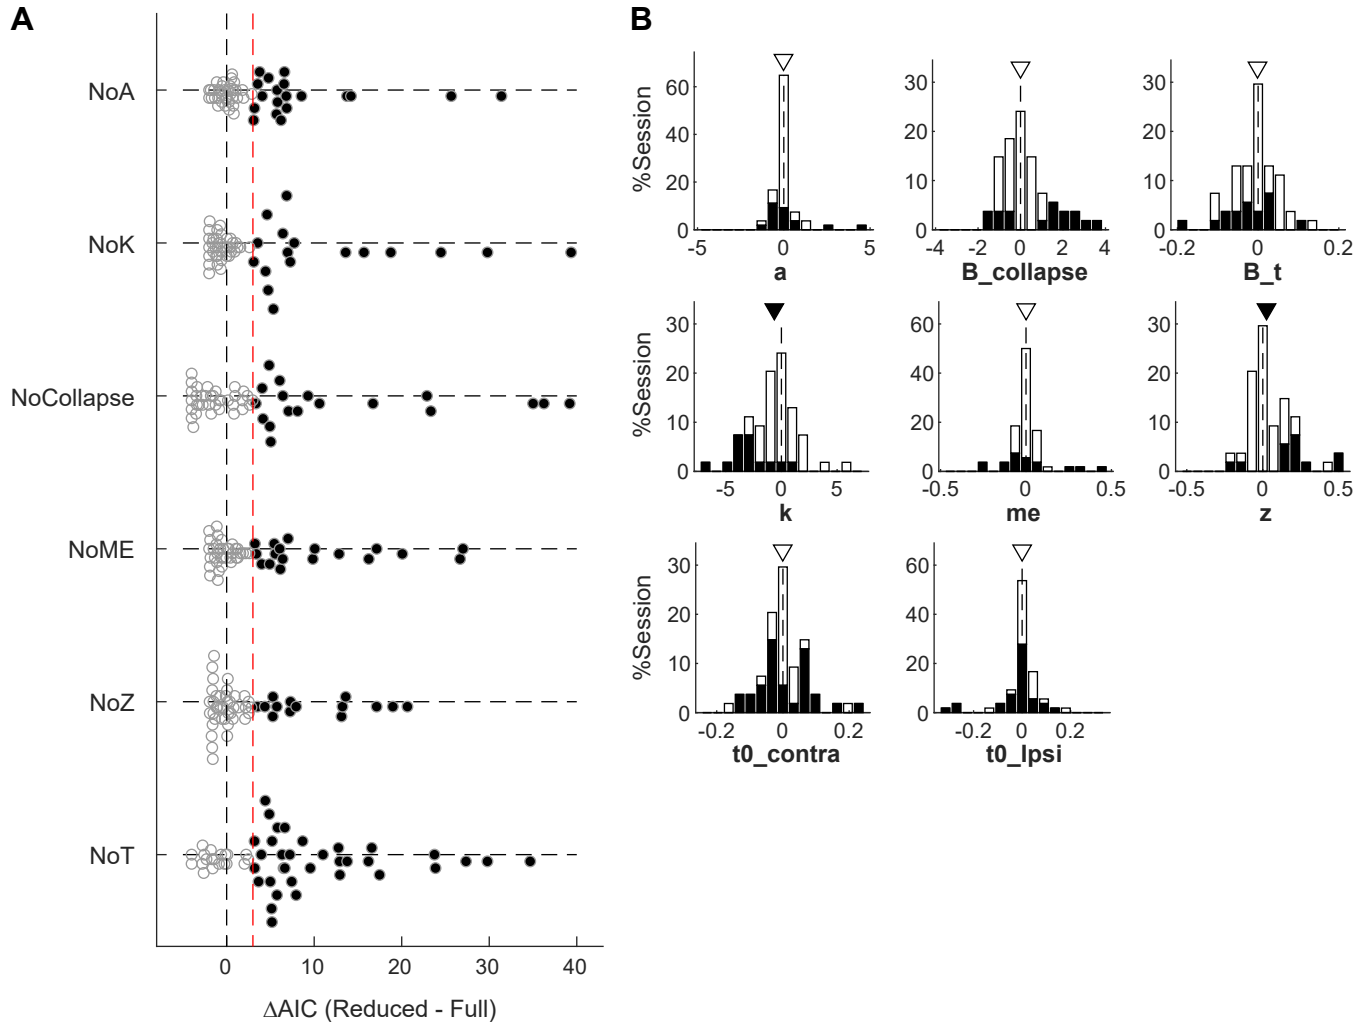 A
NoA
NoK
NoCollapse
NoME
NoZ
NoT
0 10 20 30 40
ΔAIC (Reduced - Full)
B
%Session
60
40
20
0
-5 0 5
a
30
20
10
0
-4 -2 0 2 4
B_collapse
30
20
10
0
-0.2 0 0.2
B_t
%Session
30
20
10
0
-5 0 5
k
60
40
20
0
-0.5 0 0.5
me
30
20
10
0
-0.5 0 0.5
z
%Session
30
20
10
0
-0.2 0 0.2
t0_contra
60
40
20
0
-0.2 0 0.2
t0_Ipsi